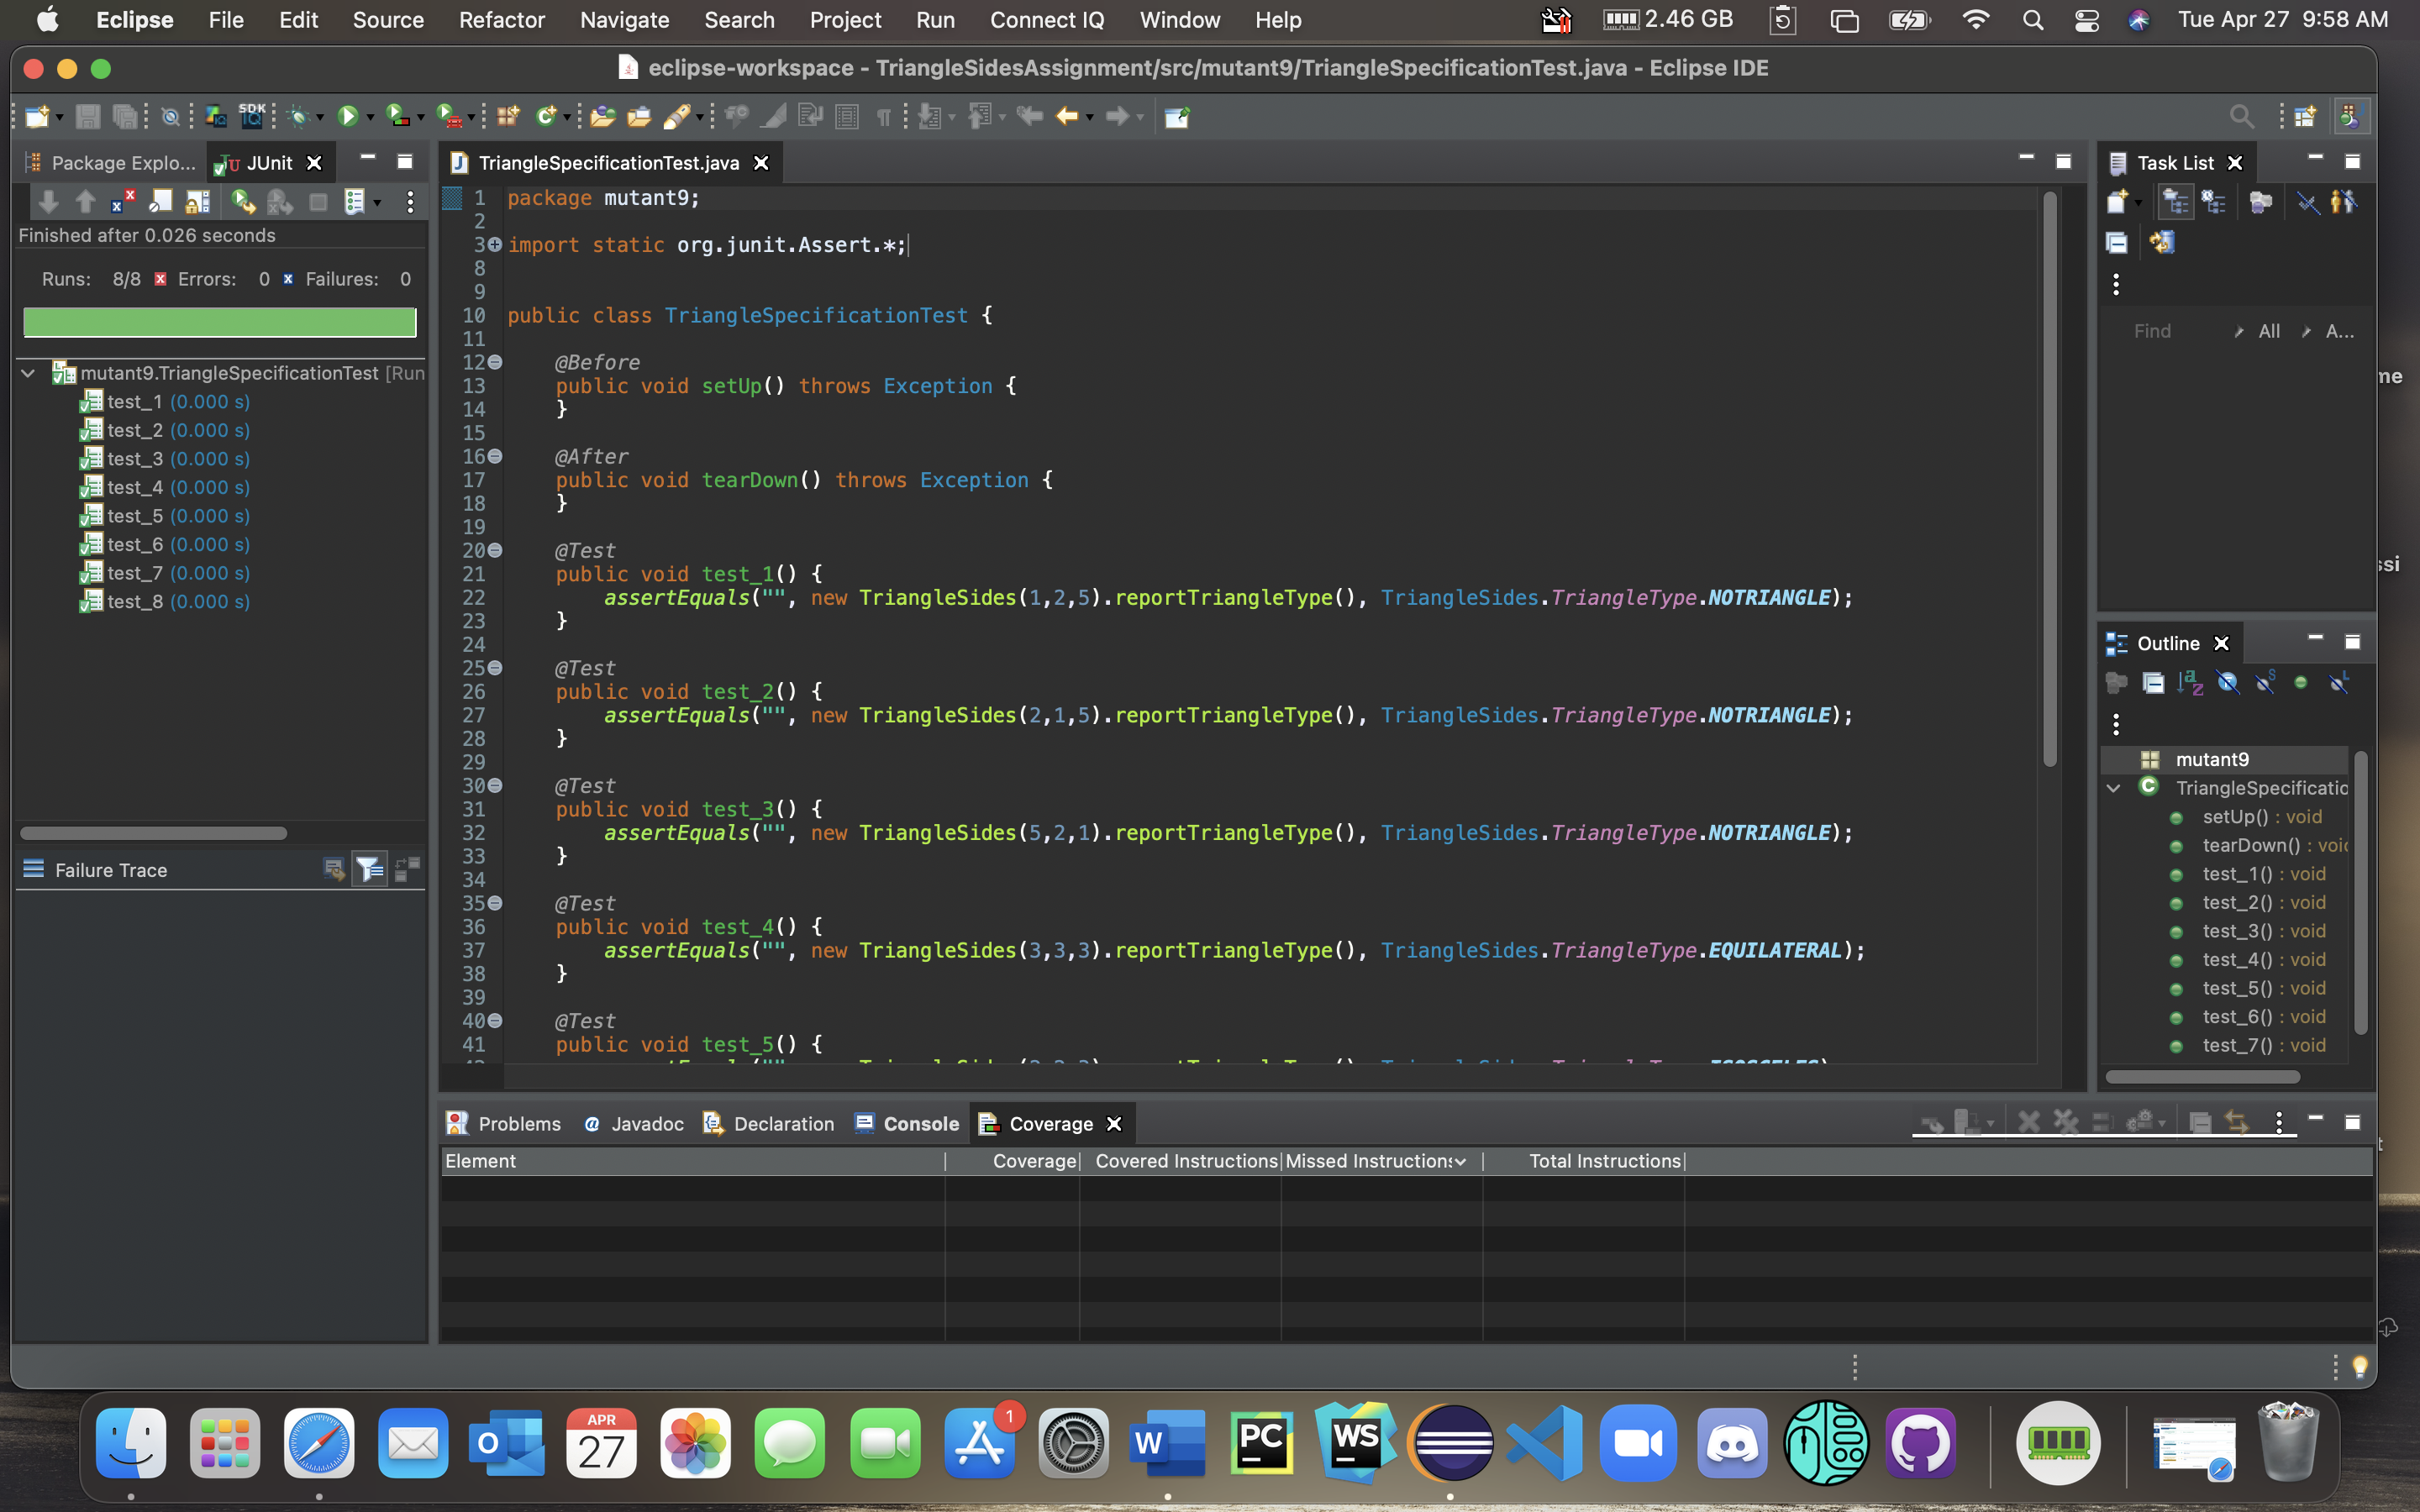 Eclipse File Edit Source Refactor Navigate Search Project Run Connect IQ Window Help 2.46 GB Tue Apr 27 9:58 AM
eclipse-workspace - TriangleSidesAssignment/src/mutant9/TriangleSpecificationTest.java - Eclipse IDE
SDK
Package Explo... JU JUnit
Finished after 0.026 seconds
Runs: 8/8 Errors: 0 Failures: 0
mutant9.TriangleSpecificationTest [Run
test_1 (0.000 s)
test_2 (0.000 s)
test_3 (0.000 s)
test_4 (0.000 s)
test_5 (0.000 s)
test_6 (0.000 s)
test_7 (0.000 s)
test_8 (0.000 s)
Failure Trace
TriangleSpecificationTest.java
1 package mutant9;
2
3 import static org.junit.Assert.*;
8
9
10 public class TriangleSpecificationTest {
11
12 @Before
13 public void setUp() throws Exception {
14 }
15
16 @After
17 public void tearDown() throws Exception {
18 }
19
20 @Test
21 public void test_1() {
22 assertEquals("", new TriangleSides(1,2,5).reportTriangleType(), TriangleSides.TriangleType.NOTRIANGLE);
23 }
24
25 @Test
26 public void test_2() {
27 assertEquals("", new TriangleSides(2,1,5).reportTriangleType(), TriangleSides.TriangleType.NOTRIANGLE);
28 }
29
30 @Test
31 public void test_3() {
32 assertEquals("", new TriangleSides(5,2,1).reportTriangleType(), TriangleSides.TriangleType.NOTRIANGLE);
33 }
34
35 @Test
36 public void test_4() {
37 assertEquals("", new TriangleSides(3,3,3).reportTriangleType(), TriangleSides.TriangleType.EQUILATERAL);
38 }
39
40 @Test
41 public void test_5() {
Task List
Find All A...
Outline
mutant9
TriangleSpecificatio
setUp() : void
tearDown() : voi
test_1() : void
test_2() : void
test_3() : void
test_4() : void
test_5() : void
test_6() : void
test_7() : void
me
ssi
Problems @ Javadoc Declaration Console Coverage
Element Coverage Covered Instructions Missed Instructions Total Instructions
APR
27
1
W
PC
WS